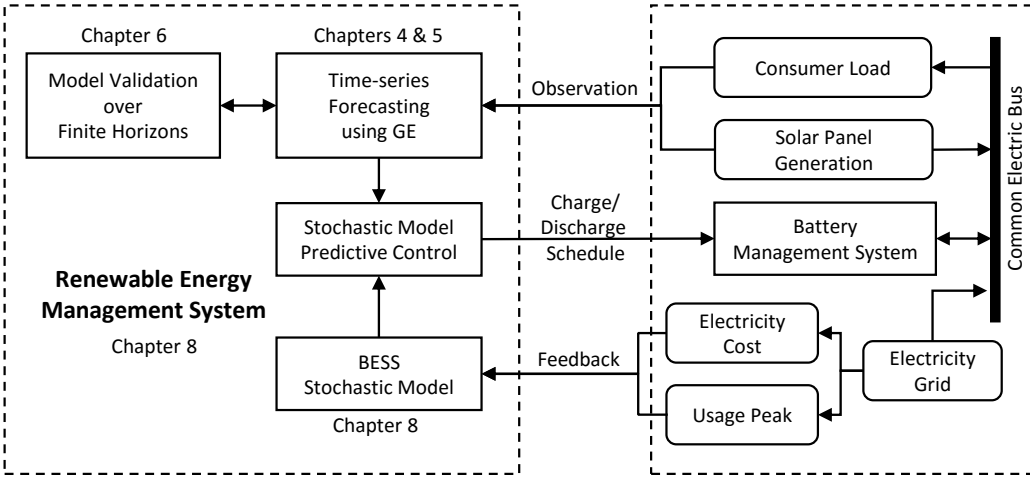 Chapter 6
Model Validation
over
Finite Horizons
Chapters 4 & 5
Time-series
Forecasting
using GE
Observation
Consumer Load
Solar Panel
Generation
Common Electric Bus
Stochastic Model
Predictive Control
Charge/
Discharge
Schedule
Battery
Management System
Renewable Energy
Management System
Chapter 8
BESS
Stochastic Model
Chapter 8
Feedback
Electricity
Cost
Usage Peak
Electricity
Grid